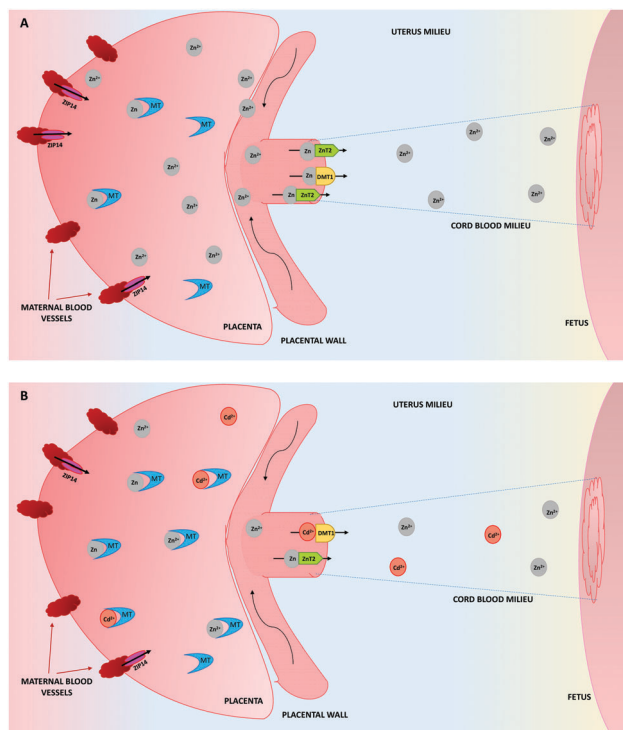 A
UTERUS MILIEU
Zn²⁺
Zn²⁺
Zn²⁺
ZIP14
Zn MT
Zn²⁺
MT
Zn²⁺
Zn²⁺
ZIP14
Zn²⁺
Zn ZnT2
Zn²⁺
Zn²⁺
Zn DMT1
Zn MT
Zn²⁺
Zn²⁺
Zn ZnT2
Zn²⁺
Zn²⁺
CORD BLOOD MILIEU
Zn²⁺
Zn²⁺
ZIP14
MT
MATERNAL BLOOD
VESSELS
PLACENTA
PLACENTAL WALL
FETUS
B
UTERUS MILIEU
Cd²⁺
Zn²⁺
ZIP14
Zn MT
Cd²⁺ MT
Zn²⁺
Zn²⁺
Cd²⁺ DMT1
Zn²⁺
Cd²⁺
Zn MT
Zn²⁺ MT
Zn ZnT2
Cd²⁺
Zn²⁺
CORD BLOOD MILIEU
Cd²⁺ MT
Zn²⁺ MT
ZIP14
MT
MATERNAL BLOOD
VESSELS
PLACENTA
PLACENTAL WALL
FETUS